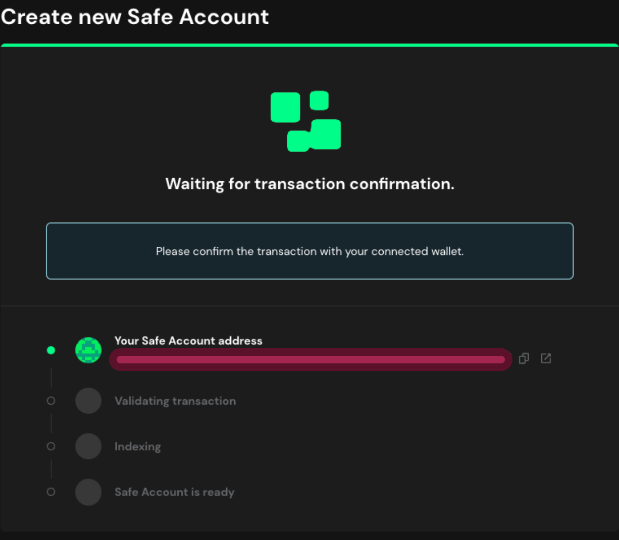 Create new Safe Account
Waiting for transaction confirmation.
Please confirm the transaction with your connected wallet.
Your Safe Account address
Validating transaction
Indexing
Safe Account is ready